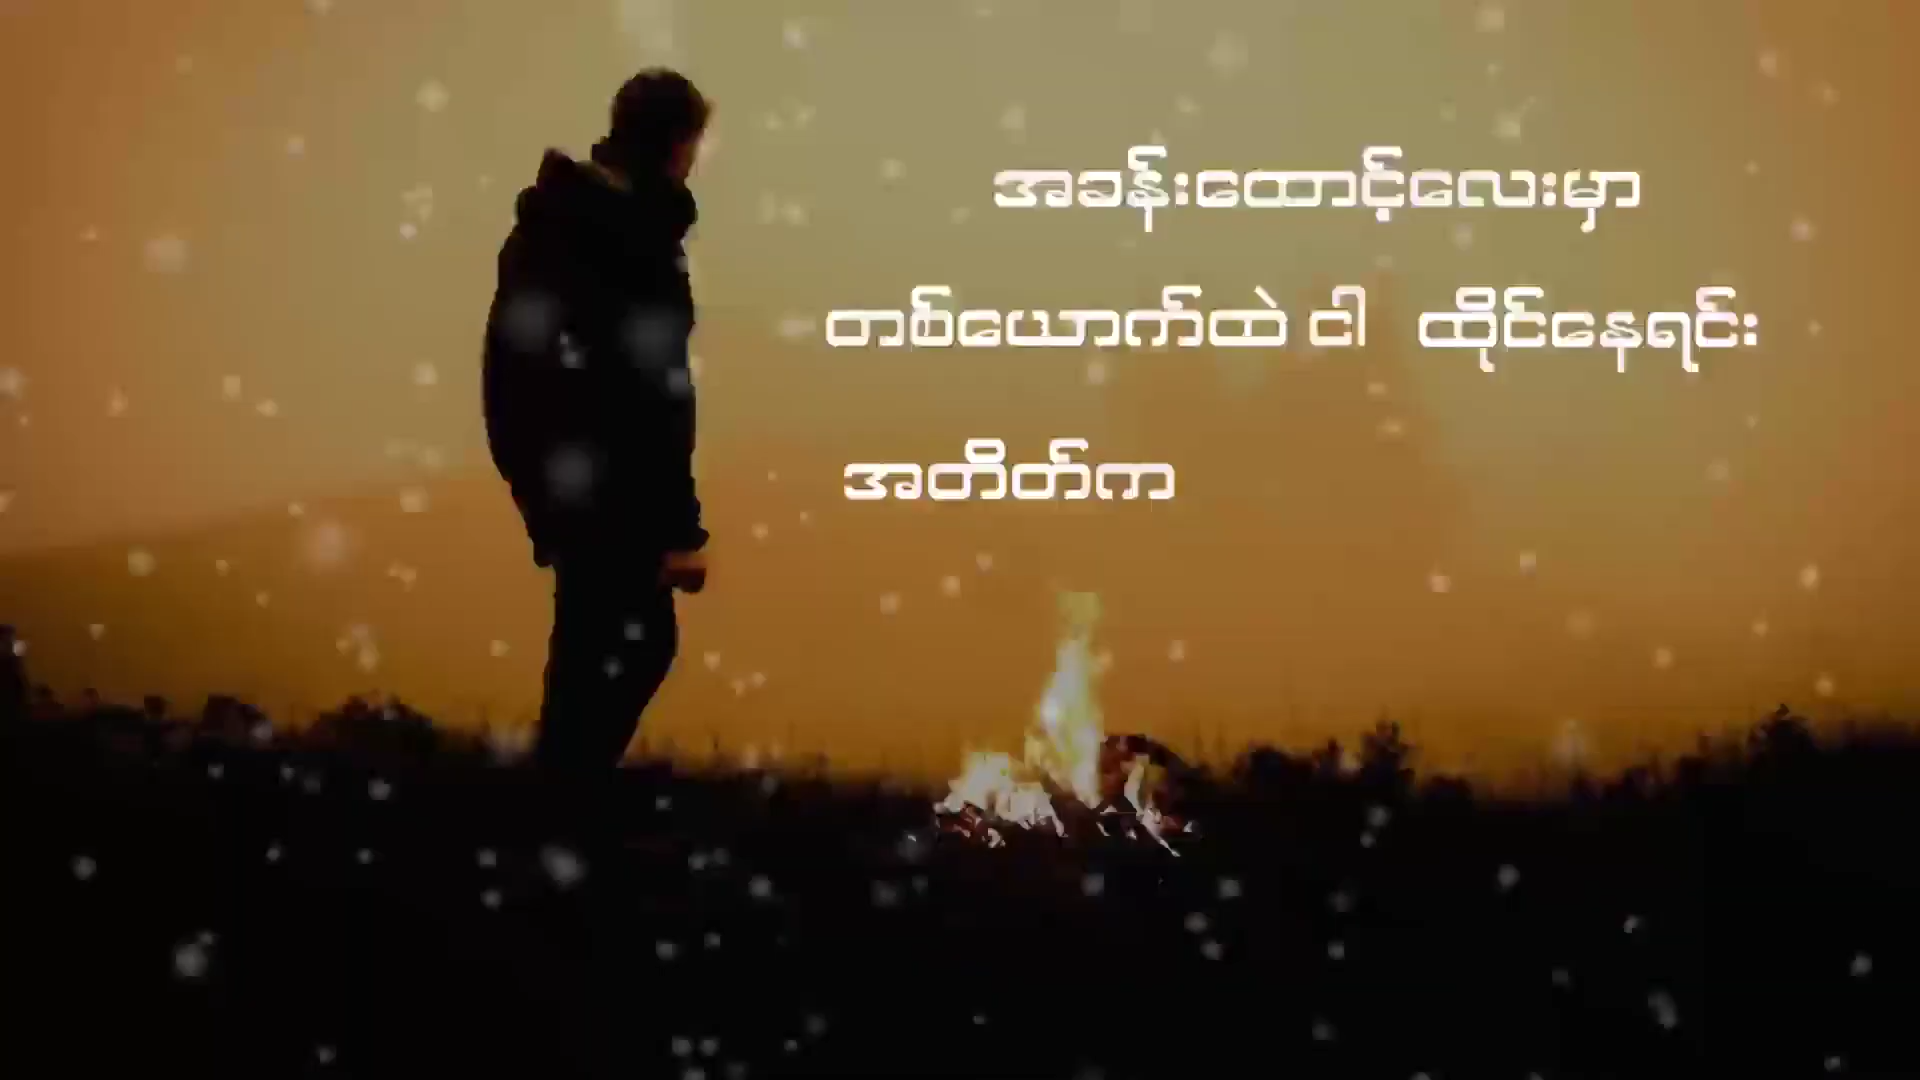 အခန်းထောင့်လေးမှာ
တစ်ယောက်ထဲ ငါ ထိုင်နေရင်း
အတိတ်က